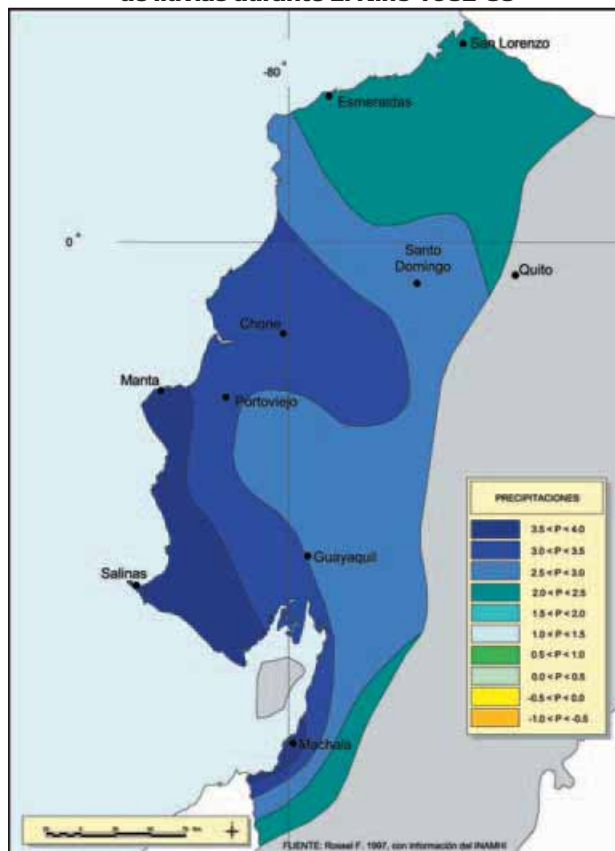 de lluvias durante El Niño 1982-83
San Lorenzo
-80°
Esmeraldas
0°
Santo
Domingo
Quito
Chone
Manta
Portoviejo
PRECIPITACIONES
3.5 < P < 4.0
3.0 < P < 3.5
2.5 < P < 3.0
2.0 < P < 2.5
1.5 < P < 2.0
1.0 < P < 1.5
0.5 < P < 1.0
0.0 < P < 0.5
-0.5 < P < 0.0
-1.0 < P < -0.5
Guayaquil
Salinas
Machala
FUENTE: Rossel F. 1997, con información del INAMHI